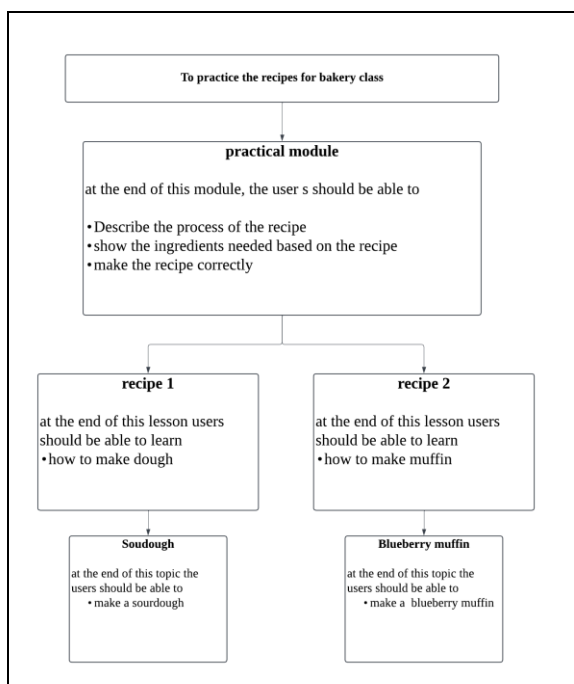 To practice the recipes for bakery class
practical module
at the end of this module, the user s should be able to
•Describe the process of the recipe
•show the ingredients needed based on the recipe
•make the recipe correctly
recipe 1
at the end of this lesson users
should be able to learn
•how to make dough
recipe 2
at the end of this lesson users
should be able to learn
•how to make muffin
Soudough
at the end of this topic the
users should be able to
•make a sourdough
Blueberry muffin
at the end of this topic the
users should be able to
•make a blueberry muffin